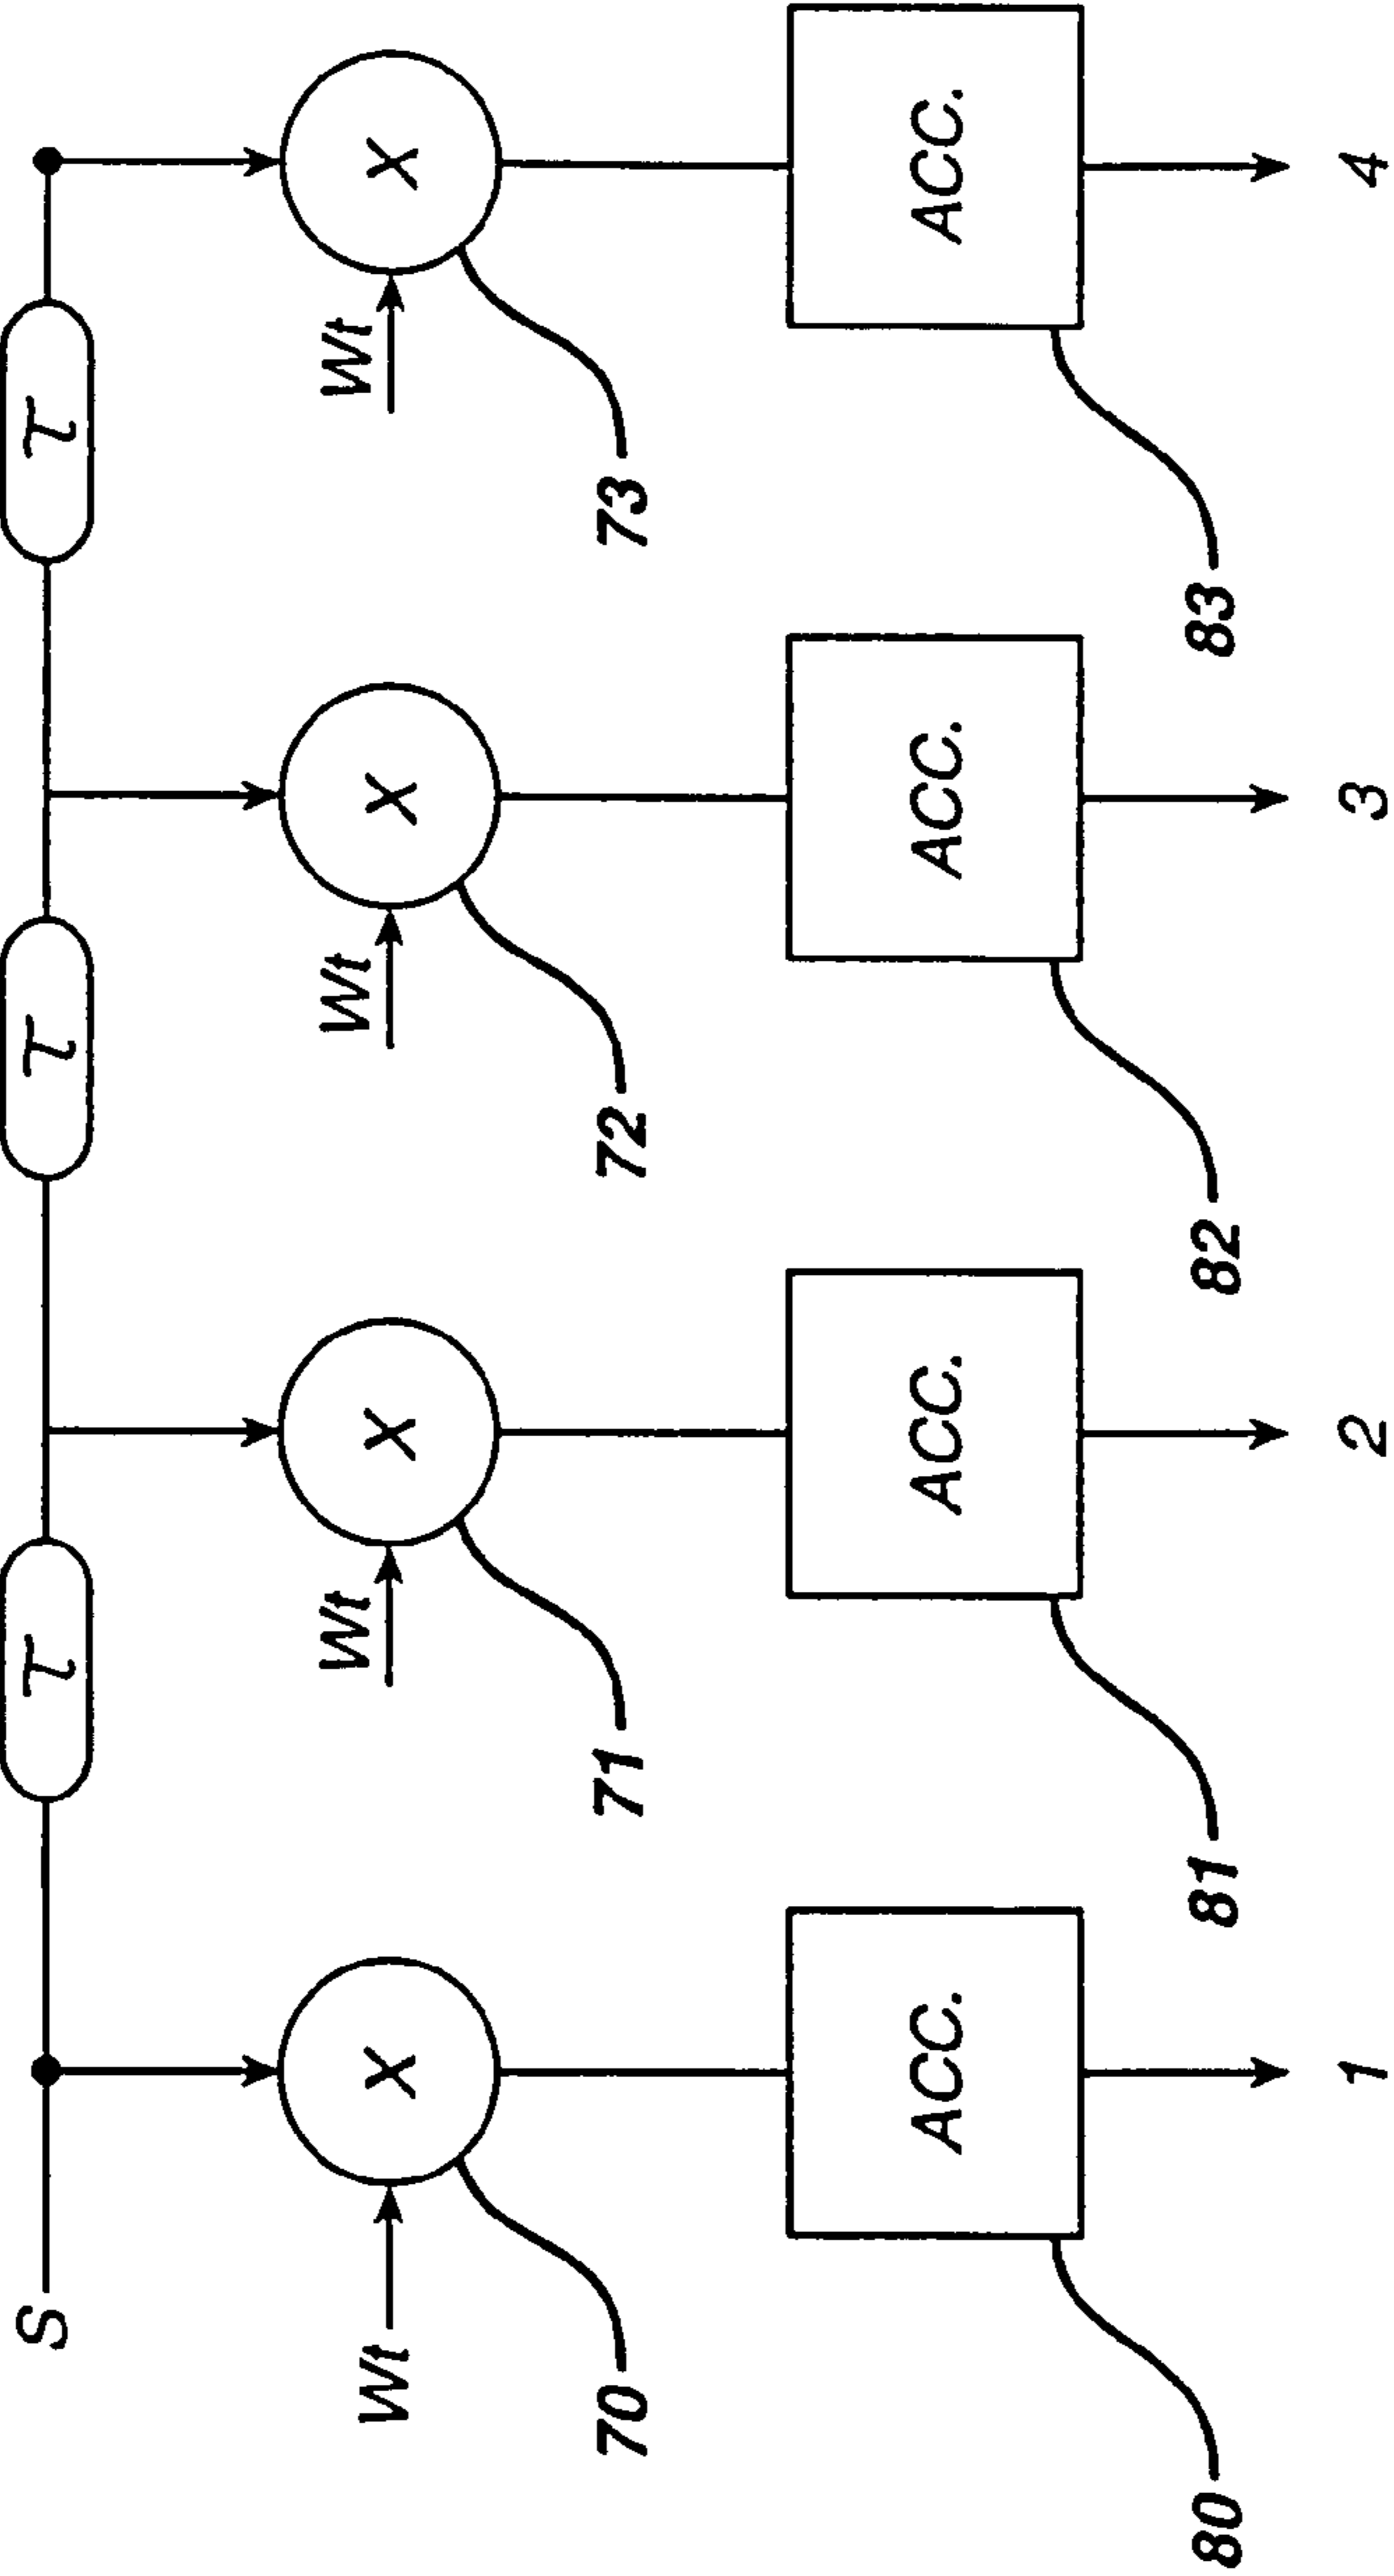 S
τ
τ
τ
Wt
X
Wt
X
Wt
X
Wt
X
70
71
72
73
ACC.
ACC.
ACC.
ACC.
80
81
82
83
1
2
3
4